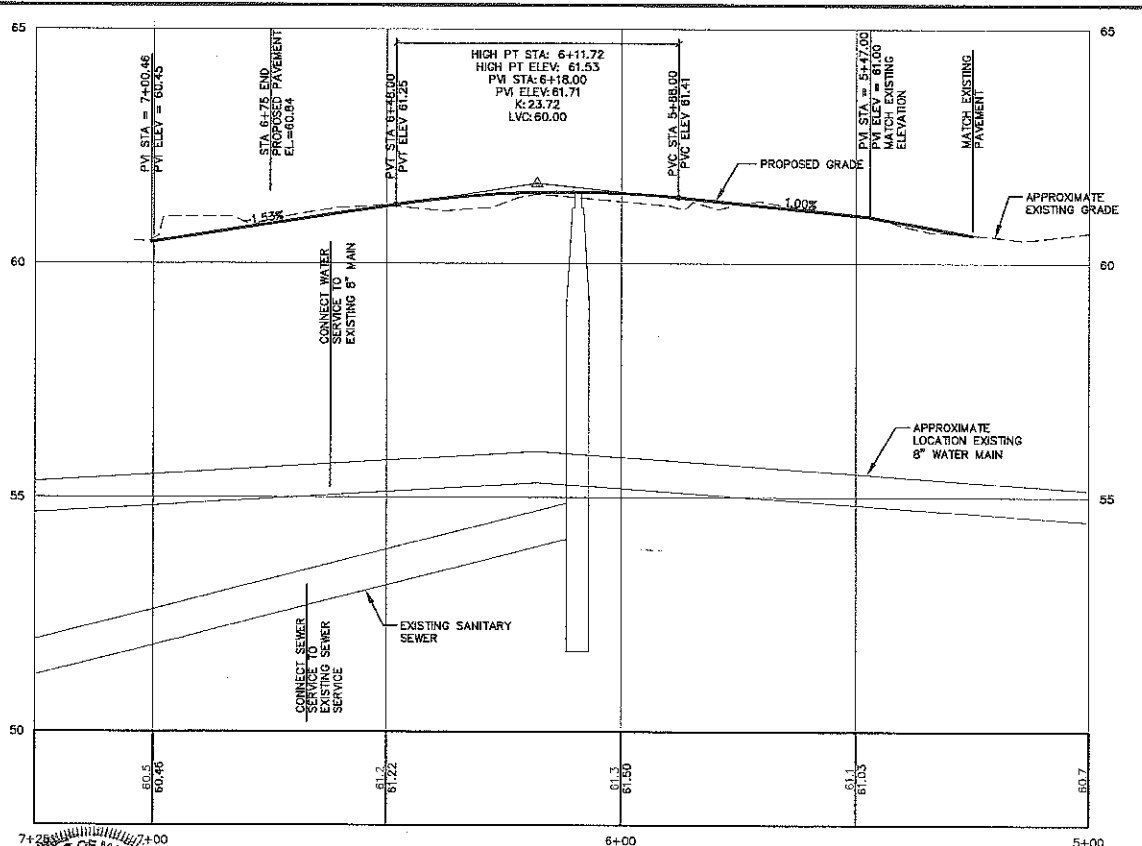 65
65
PVI STA = 7+00.46
PVI ELEV = 60.45
STA 6+75 END
PROPOSED PAVEMENT
EL.=60.84
PVT STA 6+48.00
PVT ELEV 61.25
HIGH PT STA: 6+11.72
HIGH PT ELEV: 61.53
PVI STA: 6+18.00
PVI ELEV: 61.71
K: 23.72
LVC: 60.00
PVC STA 5+88.00
PVC ELEV 61.41
PVI STA = 5+47.00
PVI ELEV = 61.00
MATCH EXISTING
ELEVATION
MATCH EXISTING
PAVEMENT
PROPOSED GRADE
APPROXIMATE
EXISTING GRADE
1.53%
1.00%
60
60
CONNECT WATER
SERVICE TO
EXISTING 8" MAIN
APPROXIMATE
LOCATION EXISTING
8" WATER MAIN
55
55
EXISTING SANITARY
SEWER
CONNECT SEWER
SERVICE TO
EXISTING SEWER
SERVICE
50
50
60.5
60.46
61.2
61.22
61.3
61.50
61.1
61.03
60.7
7+25
7+00
6+00
5+00